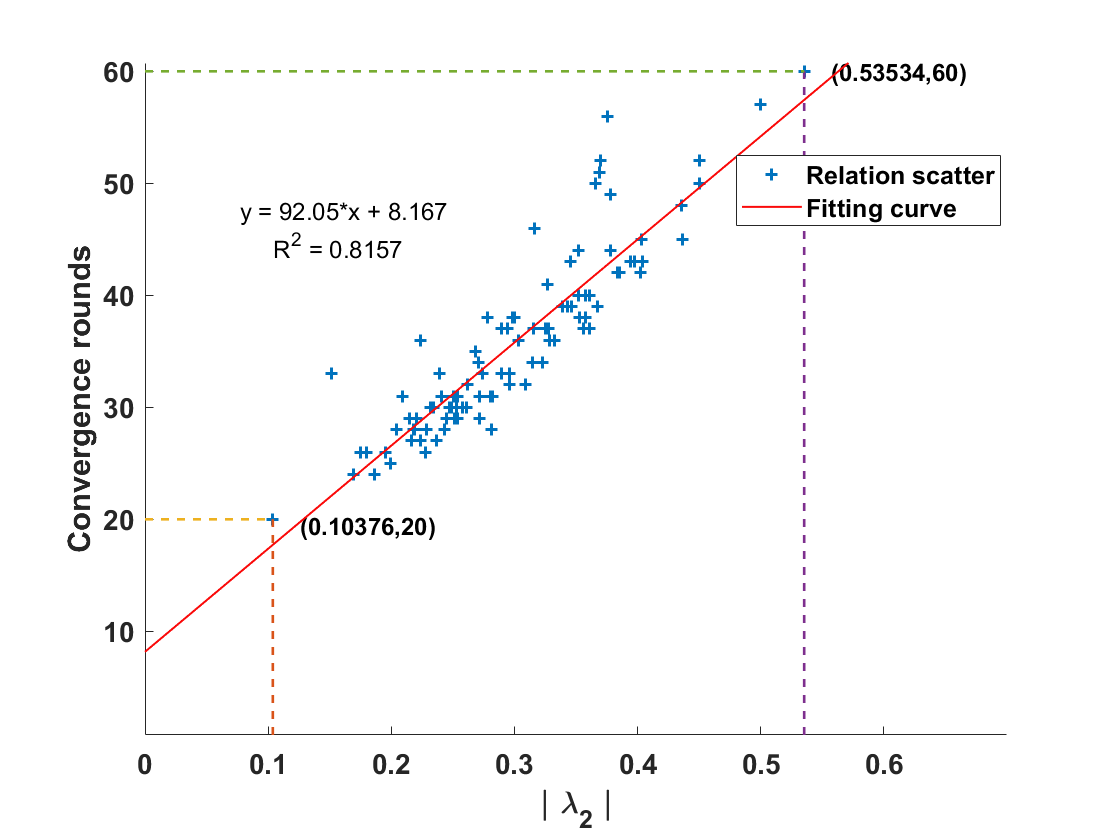 60
(0.53534,60)
Relation scatter
Fitting curve
50
y = 92.05*x + 8.167
R2 = 0.8157
40
30
20
(0.10376,20)
10
Convergence rounds
0 0.1 0.2 0.3 0.4 0.5 0.6
| λ2 |